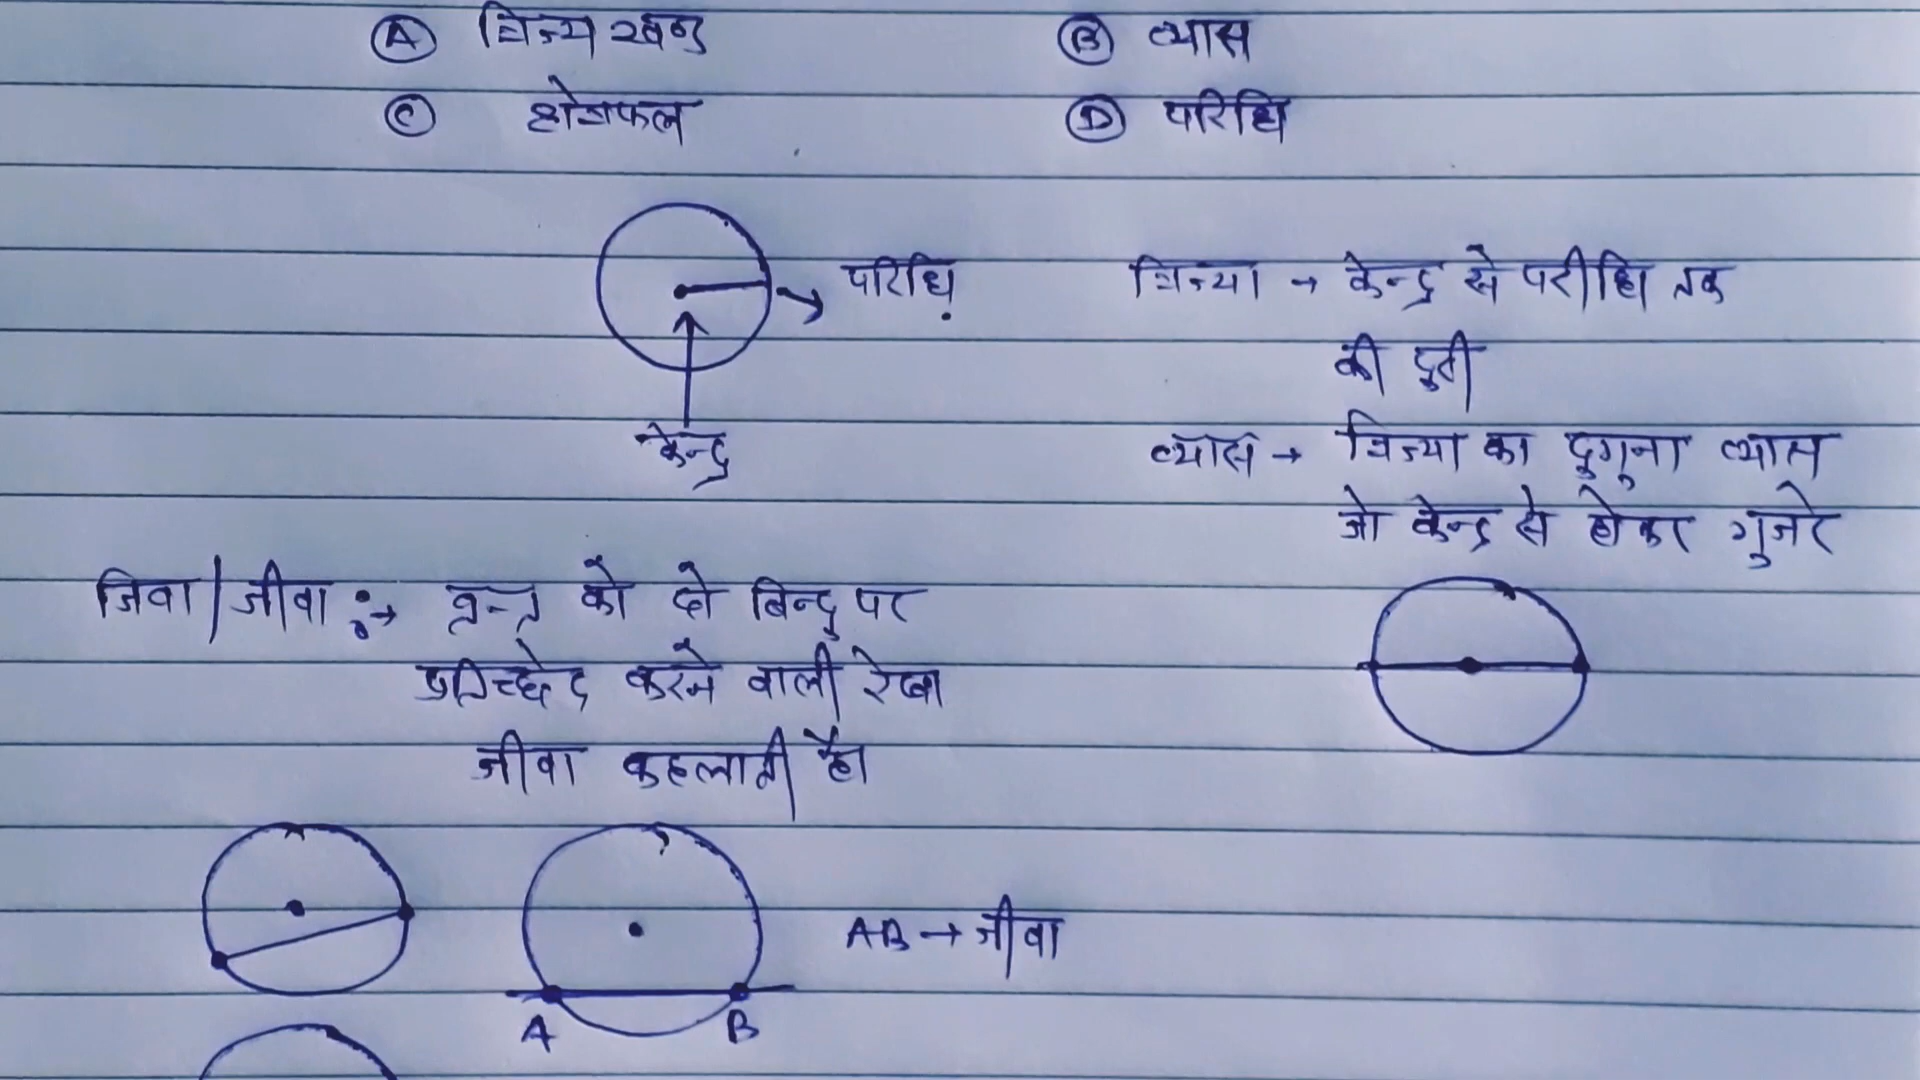 (A) त्रिज्य खण्ड
(B) व्यास
(C) क्षेत्रफल
(D) परिधि
परिधि
केन्द्र
त्रिज्या → केन्द्र से परीधि तक
की दुरी
व्यास → त्रिज्या का दुगुना व्यास
जो केन्द्र से होकर गुजरे
जिवा / जीवा :→ वृत्त को दो बिन्दु पर
प्रतिच्छेद करने वाली रेखा
जीवा कहलाती है।
AB → जीवा
A B